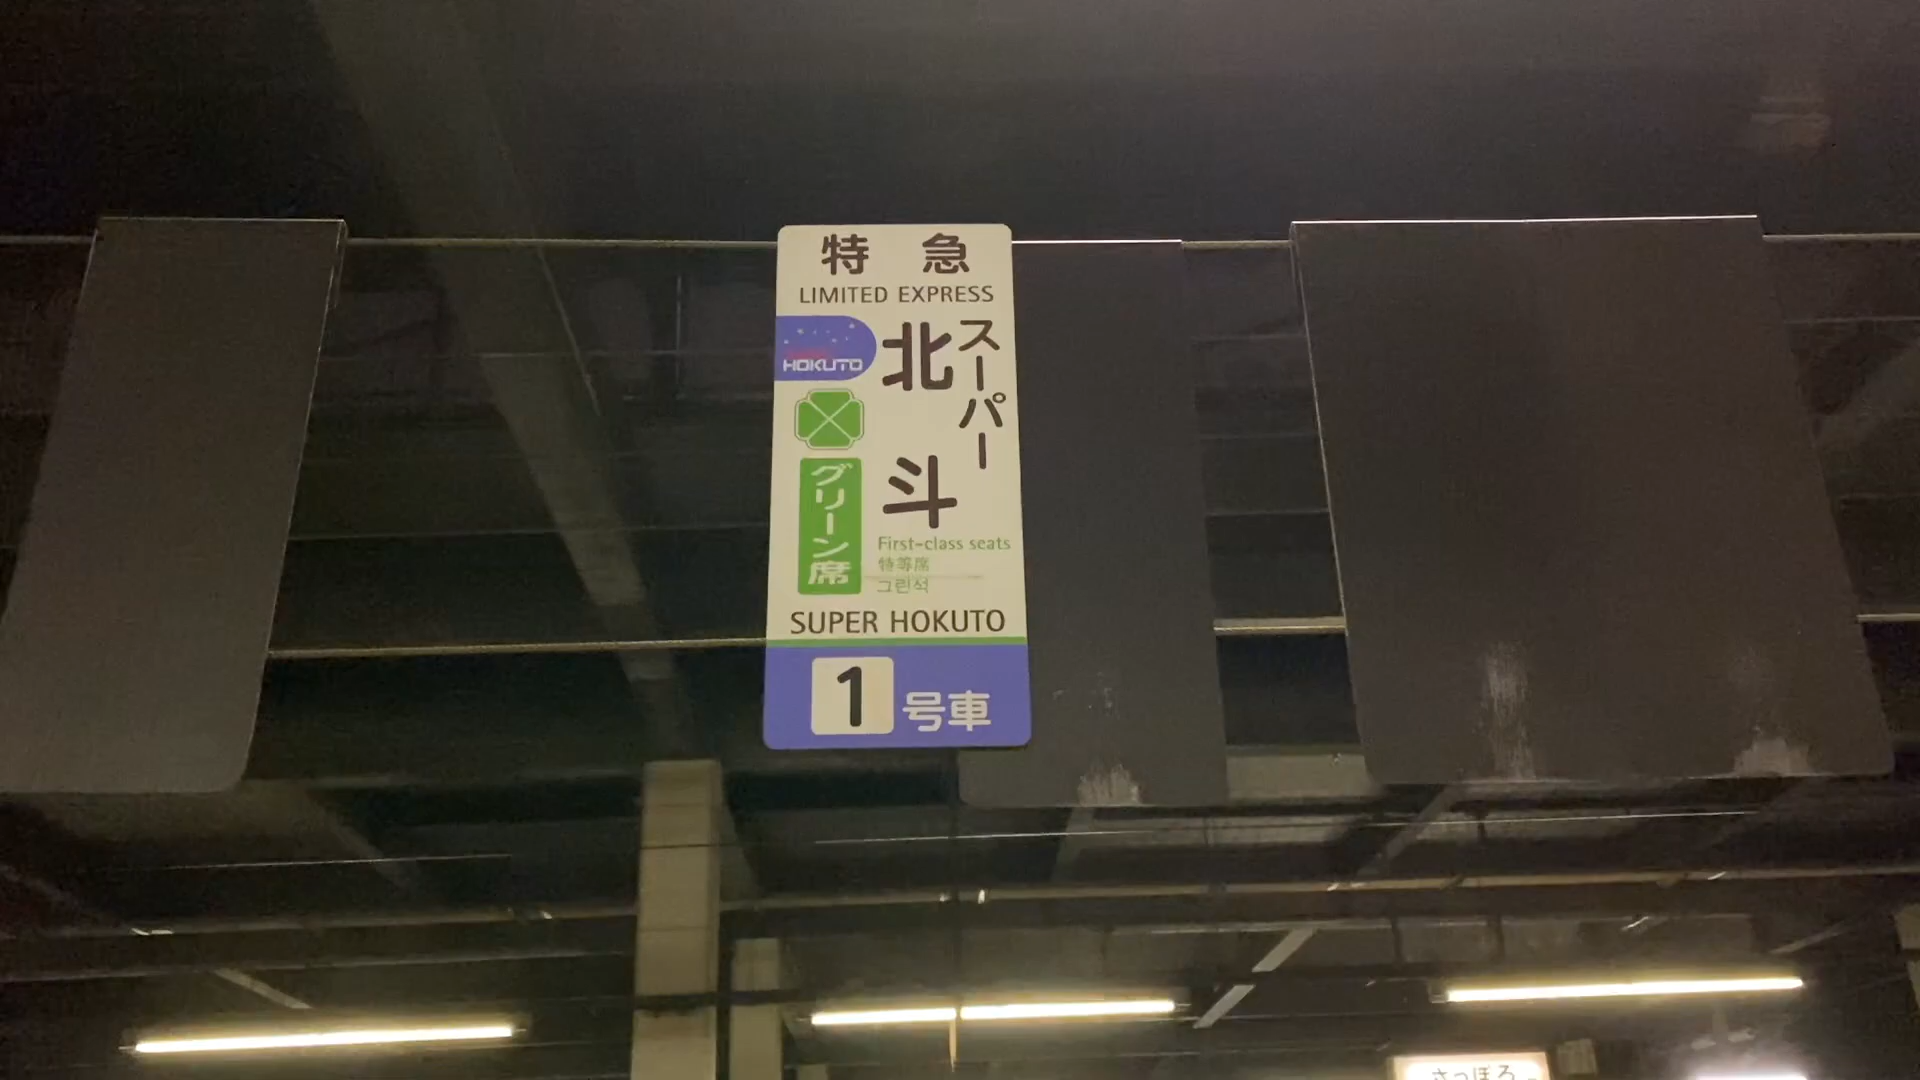 特 急
LIMITED EXPRESS
HOKUTO
スーパー
北斗
グリーン席
First-class seats
特等席
그린석
SUPER HOKUTO
1 号車
さっぽろ